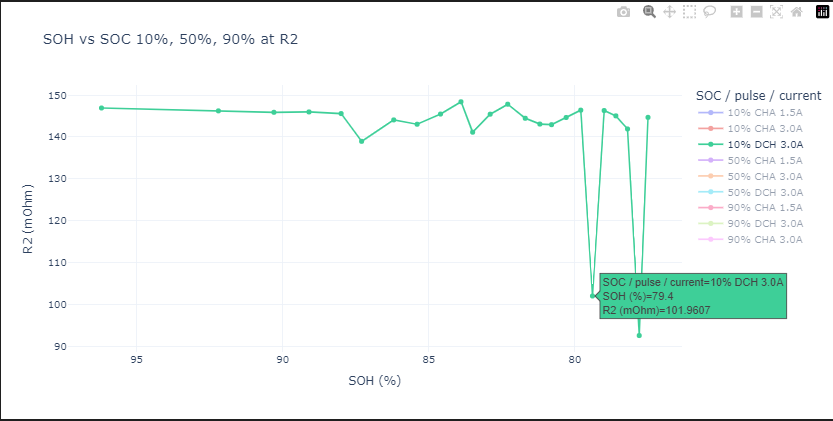 SOH vs SOC 10%, 50%, 90% at R2
150
140
130
120
110
100
90
R2 (mOhm)
95
90
85
80
SOH (%)
SOC / pulse / current
10% CHA 1.5A
10% CHA 3.0A
10% DCH 3.0A
50% CHA 1.5A
50% CHA 3.0A
50% DCH 3.0A
90% CHA 1.5A
90% DCH 3.0A
90% CHA 3.0A
SOC / pulse / current=10% DCH 3.0A
SOH (%)=79.4
R2 (mOhm)=101.9607